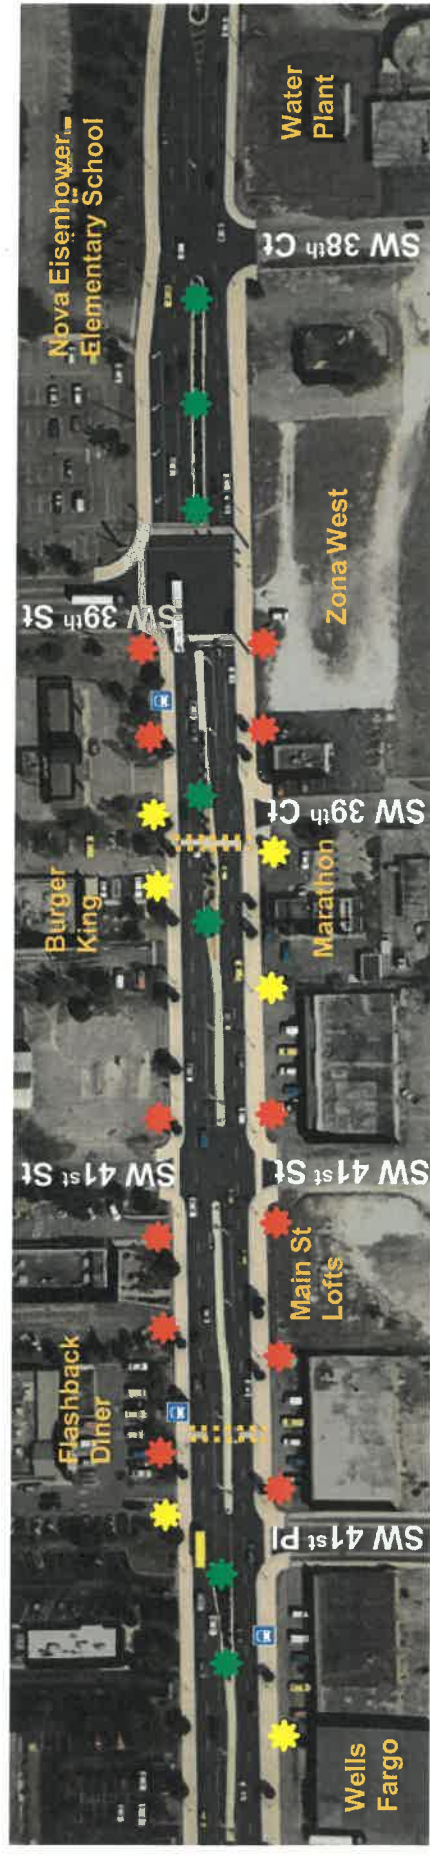 Nova Eisenhower
Elementary School
Water
Plant
SW 38th Ct
SW 39th St
Zona West
SW 39th Ct
Burger
King
Marathon
SW 41st St
SW 41st St
Main St
Lofts
Flashback
Diner
SW 41st Pl
Wells
Fargo